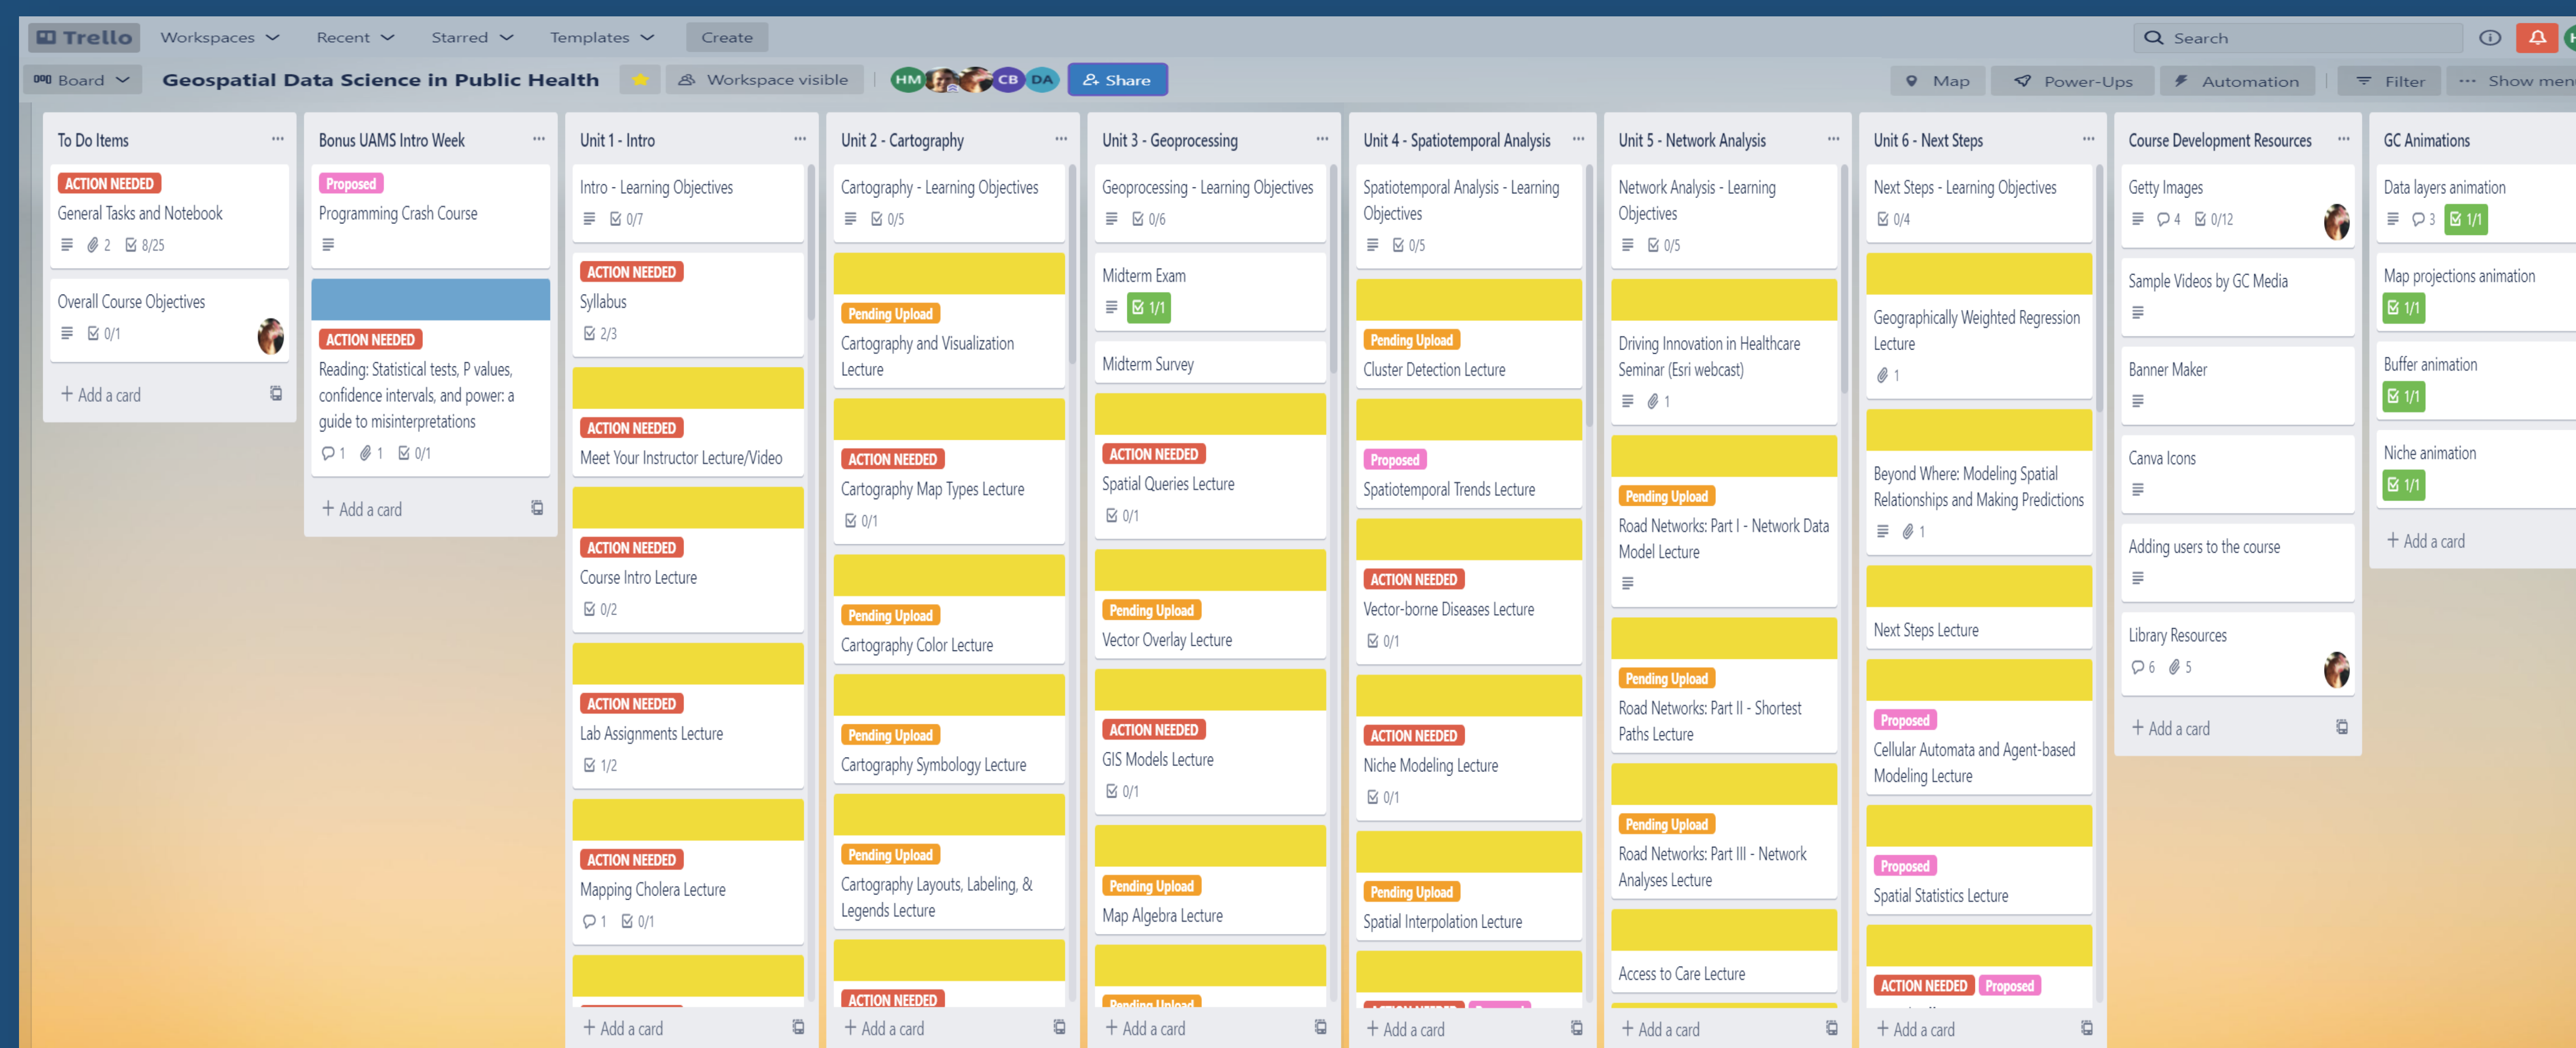 Trello Workspaces Recent Starred Templates Create Search
Board Geospatial Data Science in Public Health Workspace visible HM CB DA Share Map Power-Ups Automation Filter Show menu
To Do Items
ACTION NEEDED
General Tasks and Notebook
2 8/25
Overall Course Objectives
0/1
+ Add a card
Bonus UAMS Intro Week
Proposed
Programming Crash Course
ACTION NEEDED
Reading: Statistical tests, P values,
confidence intervals, and power: a
guide to misinterpretations
1 1 0/1
+ Add a card
Unit 1 - Intro
Intro - Learning Objectives
0/7
ACTION NEEDED
Syllabus
2/3
ACTION NEEDED
Meet Your Instructor Lecture/Video
ACTION NEEDED
Course Intro Lecture
0/2
ACTION NEEDED
Lab Assignments Lecture
1/2
ACTION NEEDED
Mapping Cholera Lecture
1 0/1
+ Add a card
Unit 2 - Cartography
Cartography - Learning Objectives
0/5
Pending Upload
Cartography and Visualization
Lecture
ACTION NEEDED
Cartography Map Types Lecture
0/1
Pending Upload
Cartography Color Lecture
Pending Upload
Cartography Symbology Lecture
Pending Upload
Cartography Layouts, Labeling, &
Legends Lecture
ACTION NEEDED
+ Add a card
Unit 3 - Geoprocessing
Geoprocessing - Learning Objectives
0/6
Midterm Exam
1/1
Midterm Survey
ACTION NEEDED
Spatial Queries Lecture
0/1
Pending Upload
Vector Overlay Lecture
ACTION NEEDED
GIS Models Lecture
0/1
Pending Upload
Map Algebra Lecture
Pending Upload
+ Add a card
Unit 4 - Spatiotemporal Analysis
Spatiotemporal Analysis - Learning
Objectives
0/5
Pending Upload
Cluster Detection Lecture
Proposed
Spatiotemporal Trends Lecture
ACTION NEEDED
Vector-borne Diseases Lecture
0/1
ACTION NEEDED
Niche Modeling Lecture
0/1
Pending Upload
Spatial Interpolation Lecture
+ Add a card
Unit 5 - Network Analysis
Network Analysis - Learning
Objectives
0/5
Driving Innovation in Healthcare
Seminar (Esri webcast)
1
Pending Upload
Road Networks: Part I - Network Data
Model Lecture
Pending Upload
Road Networks: Part II - Shortest
Paths Lecture
Pending Upload
Road Networks: Part III - Network
Analyses Lecture
Access to Care Lecture
+ Add a card
Unit 6 - Next Steps
Next Steps - Learning Objectives
0/4
Geographically Weighted Regression
Lecture
1
Beyond Where: Modeling Spatial
Relationships and Making Predictions
1
Next Steps Lecture
Proposed
Cellular Automata and Agent-based
Modeling Lecture
Proposed
Spatial Statistics Lecture
ACTION NEEDED Proposed
+ Add a card
Course Development Resources
Getty Images
4 0/12
Sample Videos by GC Media
Banner Maker
Canva Icons
Adding users to the course
Library Resources
6 5
+ Add a card
GC Animations
Data layers animation
3 1/1
Map projections animation
1/1
Buffer animation
1/1
Niche animation
1/1
+ Add a card